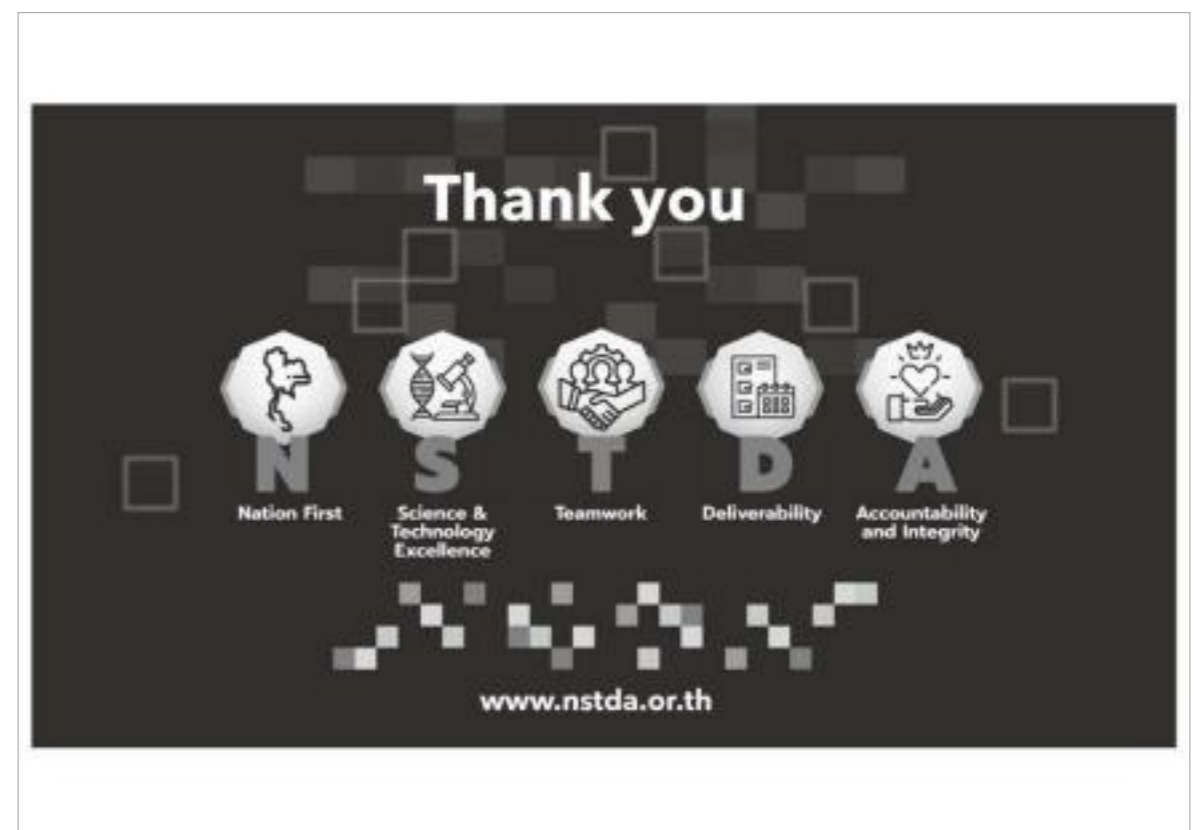 Thank you
N S T D A
Nation First
Science &
Technology
Excellence
Teamwork
Deliverability
Accountability
and Integrity
www.nstda.or.th